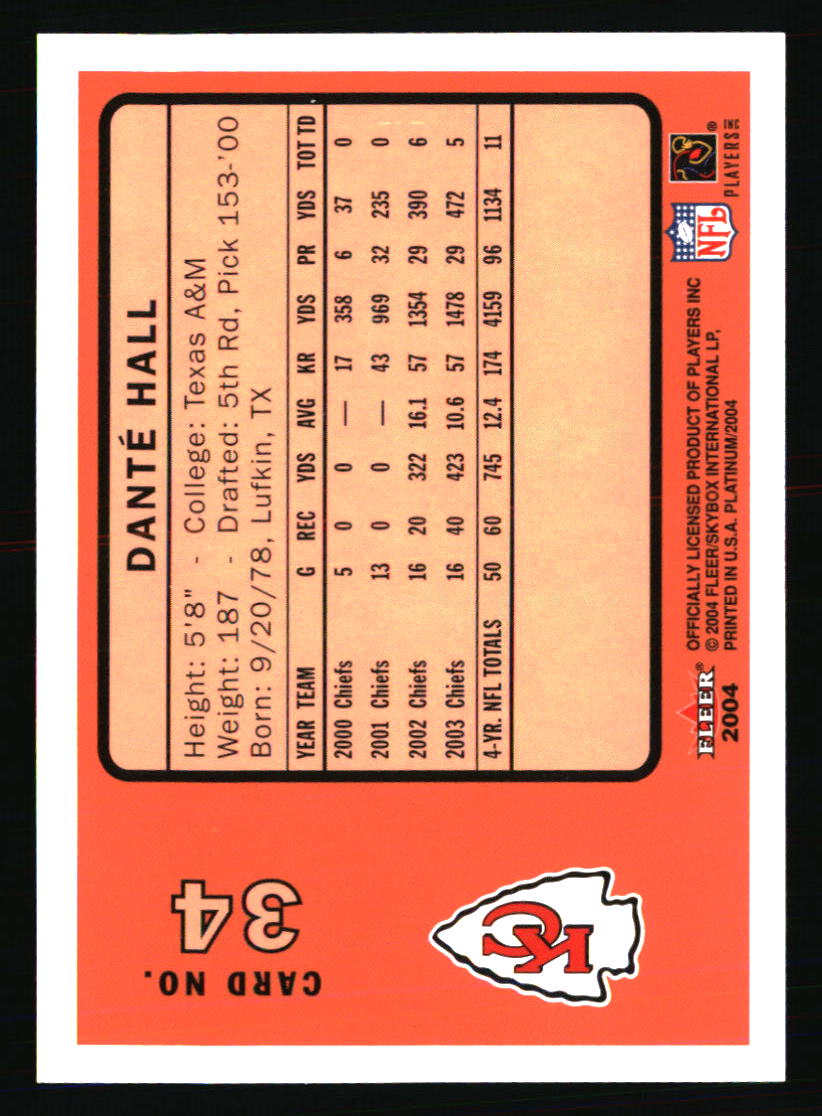 CARD NO.
34
KC
DANTÉ HALL
Height: 5'8" - College: Texas A&M
Weight: 187 - Drafted: 5th Rd, Pick 153-'00
Born: 9/20/78, Lufkin, TX
YEAR TEAM G REC YDS AVG KR YDS PR YDS TOT TD
2000 Chiefs 5 0 0 — 17 358 6 37 0
2001 Chiefs 13 0 0 — 43 969 32 235 0
2002 Chiefs 16 20 322 16.1 57 1354 29 390 6
2003 Chiefs 16 40 423 10.6 57 1478 29 472 5
4-YR. NFL TOTALS 50 60 745 12.4 174 4159 96 1134 11
FLEER®
2004
OFFICIALLY LICENSED PRODUCT OF PLAYERS INC
© 2004 FLEER/SKYBOX INTERNATIONAL LP,
PRINTED IN U.S.A. PLATINUM/2004
NFL
®
PLAYERS INC